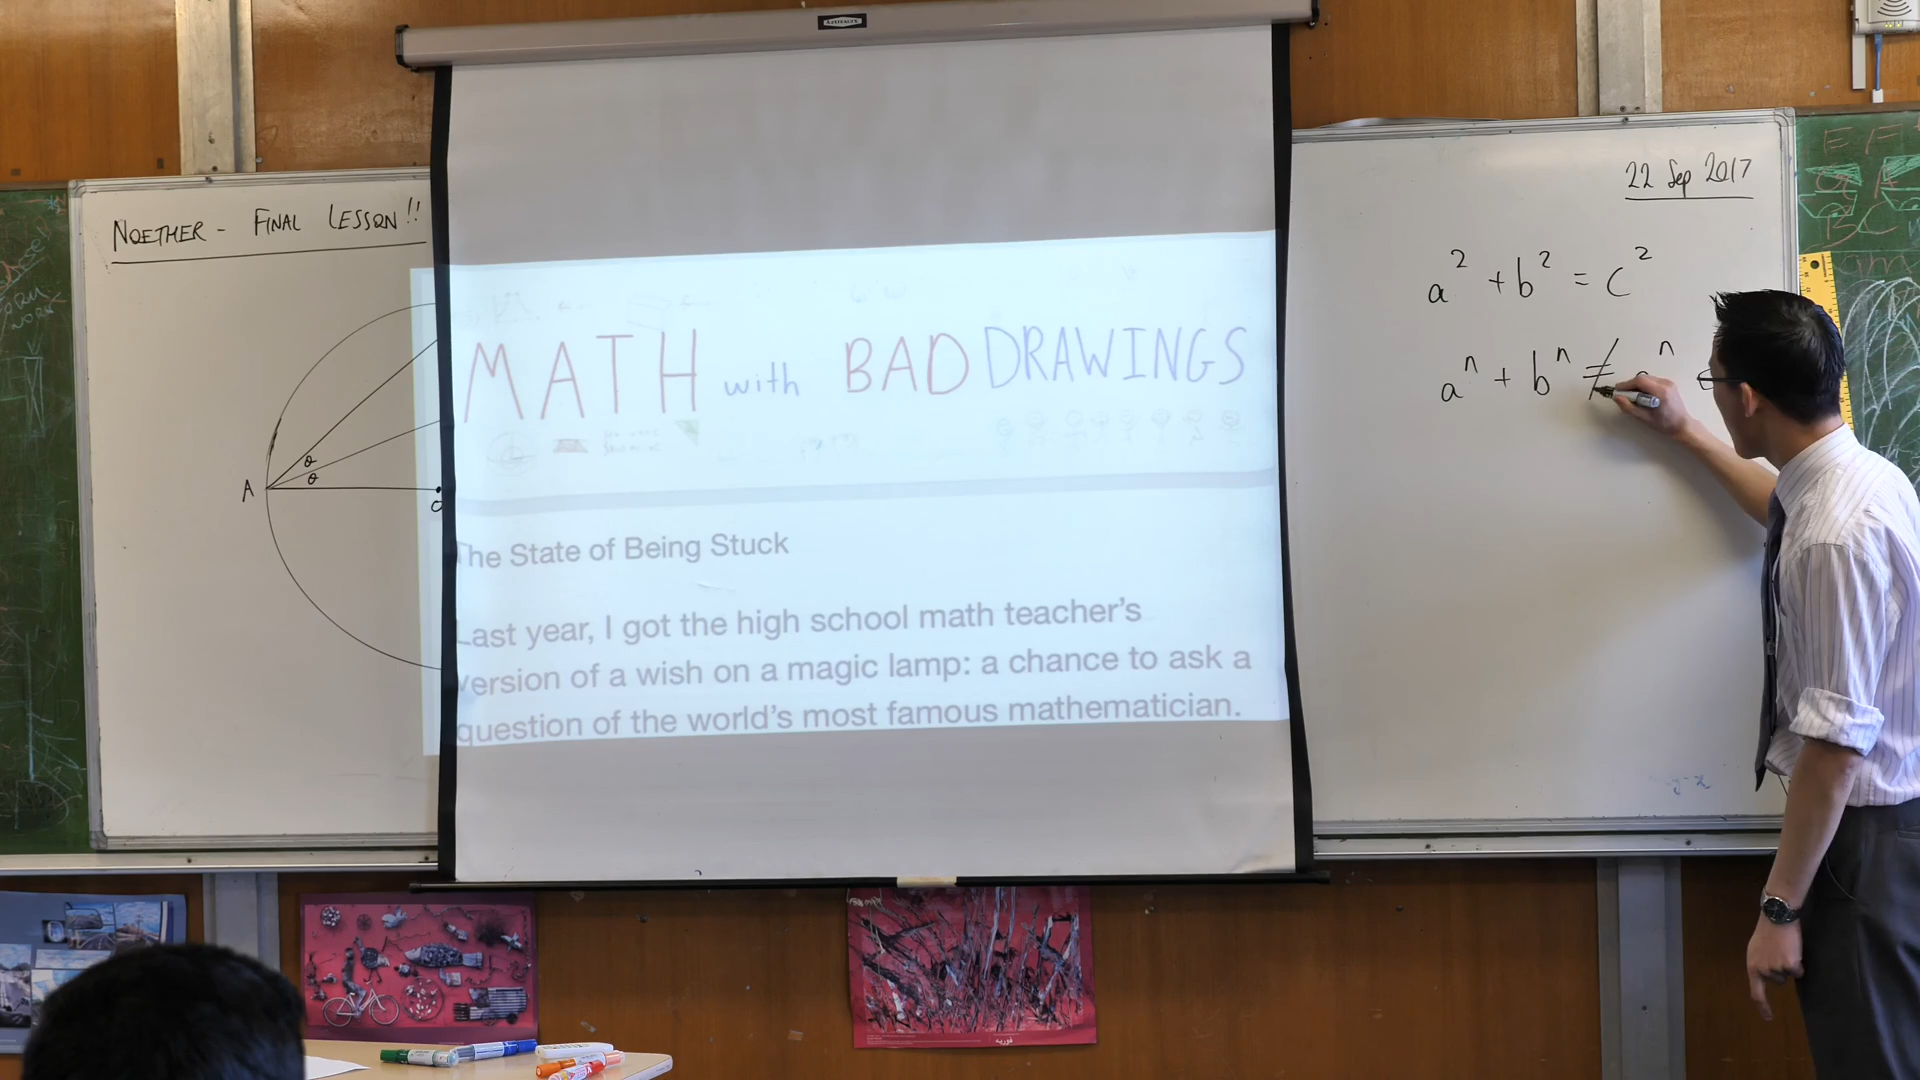 NOETHER - FINAL LESSON!!
A
θ
θ
MATH with BAD DRAWINGS
The State of Being Stuck
Last year, I got the high school math teacher's
version of a wish on a magic lamp: a chance to ask a
question of the world's most famous mathematician.
22 Sep 2017
a² + b² = c²
aⁿ + bⁿ ≠ cⁿ